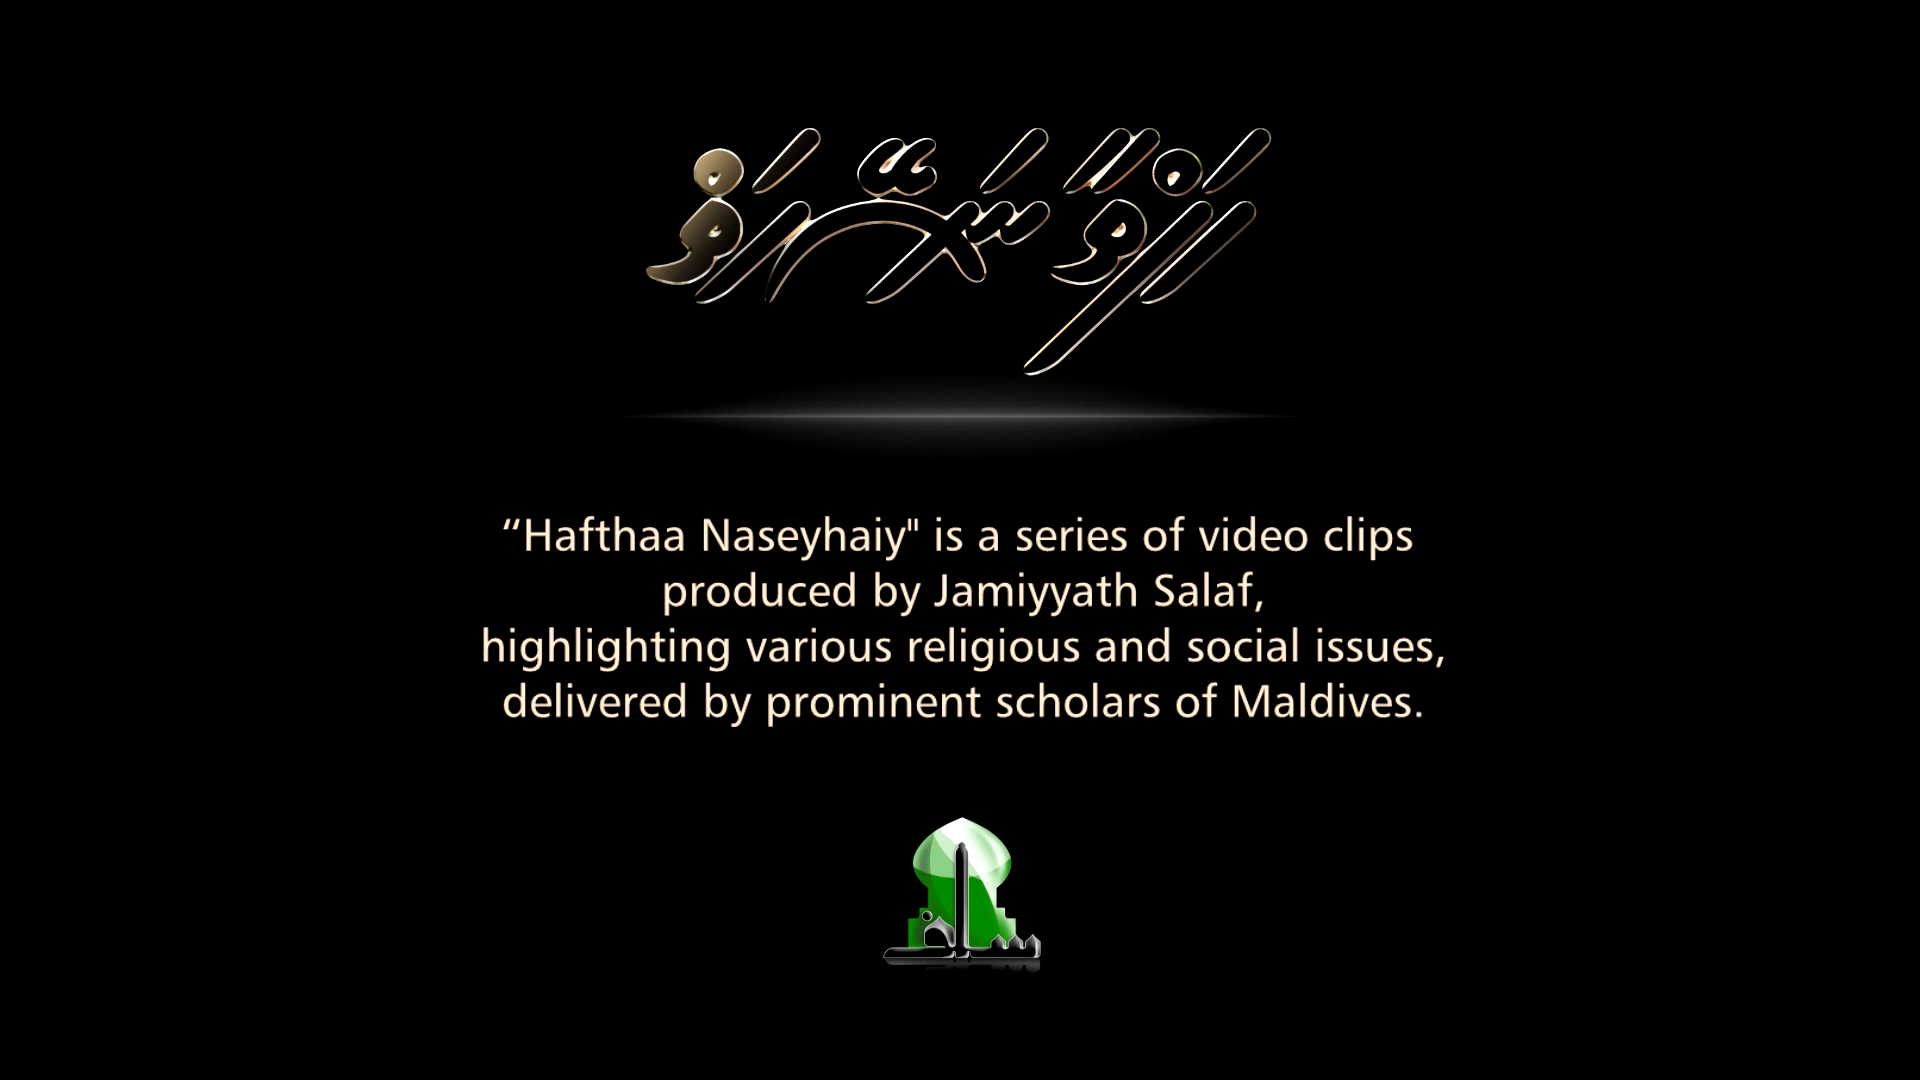 “Hafthaa Naseyhaiy" is a series of video clips
produced by Jamiyyath Salaf,
highlighting various religious and social issues,
delivered by prominent scholars of Maldives.
سلف